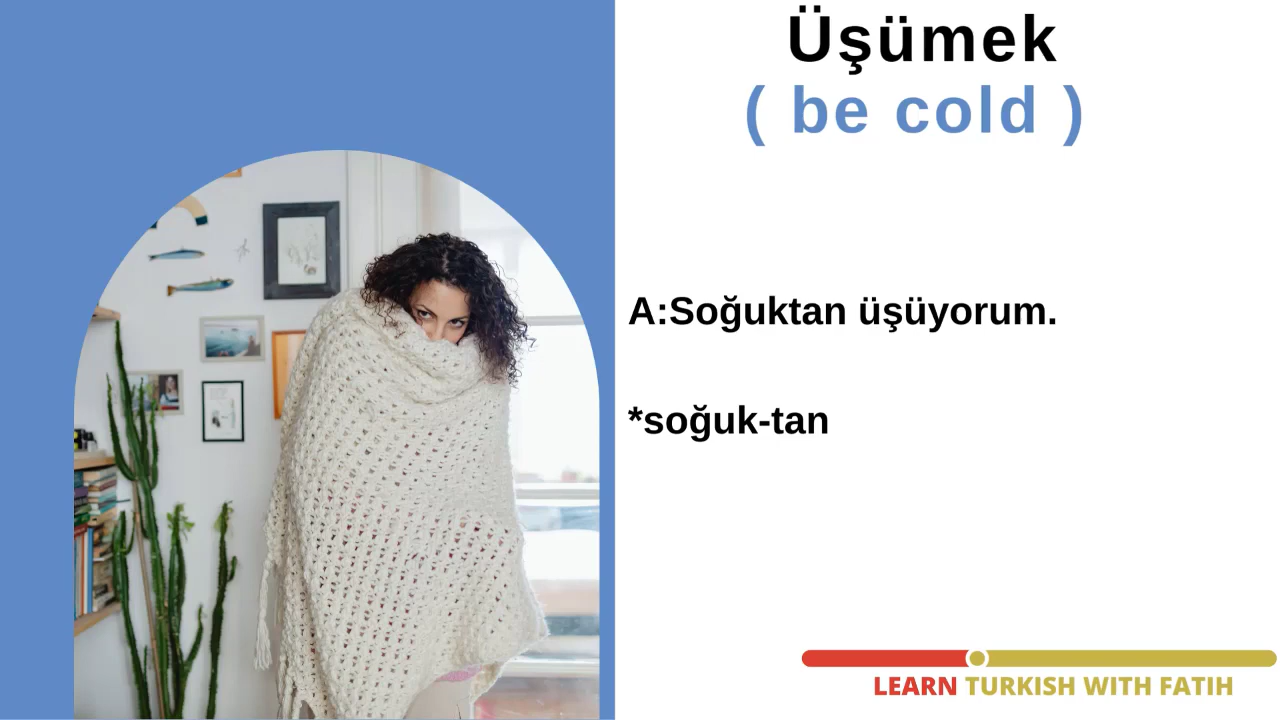 Üşümek
( be cold )
A:Soğuktan üşüyorum.
*soğuk-tan
LEARN TURKISH WITH FATIH